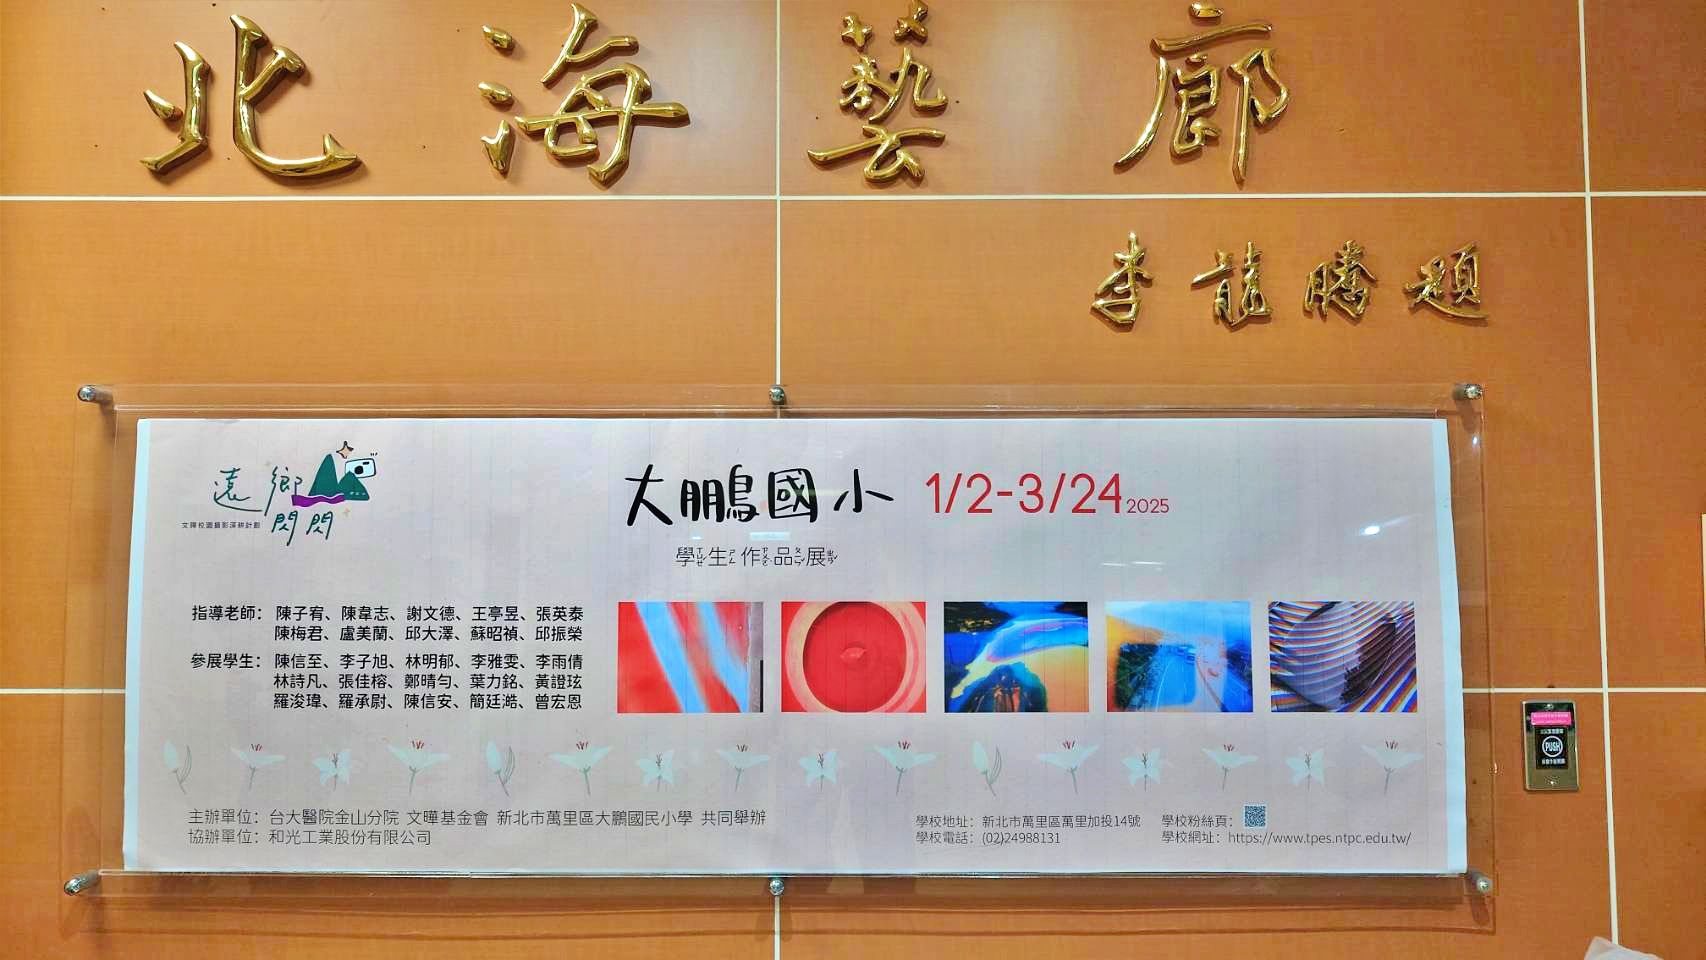 北海藝廊
李龍騰題
遠鄉
閃閃
文曄校園攝影深耕計劃
大鵬國小 1/2-3/24 2025
學生作品展
指導老師：陳子宥、陳韋志、謝文德、王亭昱、張英泰
陳梅君、盧美蘭、邱大澤、蘇昭禎、邱振榮
參展學生：陳信至、李子旭、林明郁、李雅雯、李雨倩
林詩凡、張佳榕、鄭晴勻、葉力銘、黃證玹
羅浚瑋、羅承尉、陳信安、簡廷澔、曾宏恩
主辦單位：台大醫院金山分院 文曄基金會 新北市萬里區大鵬國民小學 共同舉辦
協辦單位：和光工業股份有限公司
學校地址：新北市萬里區萬里加投14號
學校電話：(02)24988131
學校粉絲頁：
學校網址：https://www.tpes.ntpc.edu.tw/
PUSH